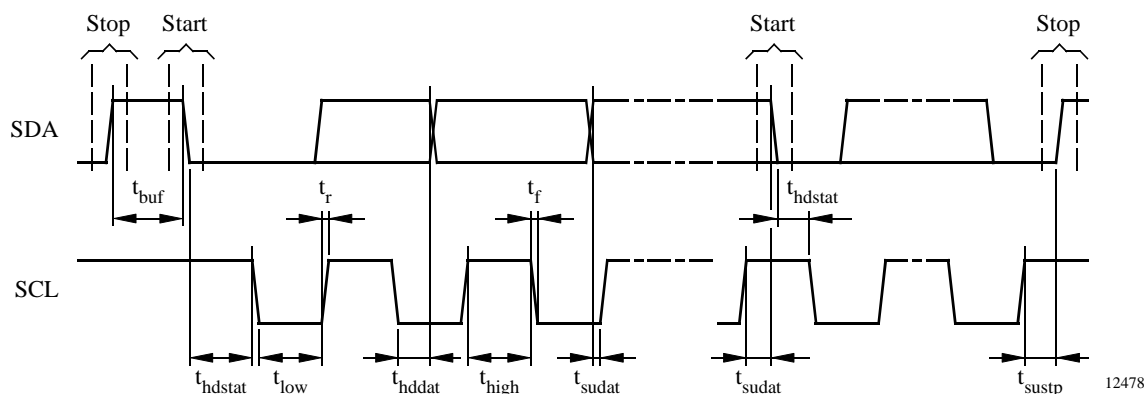 Stop Start Start Stop
SDA
t_buf t_r t_f t_hdstat
SCL
t_hdstat t_low t_hddat t_high t_sudat t_sudat t_sustp 12478